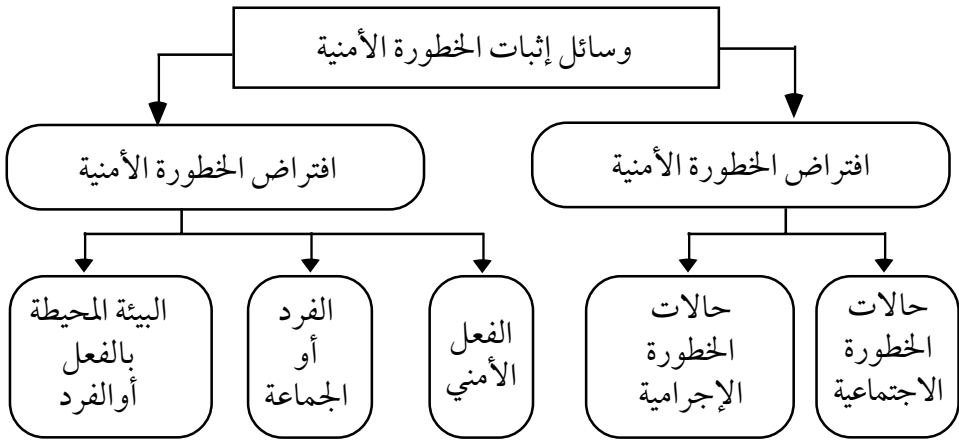 وسائل إثبات الخطورة الأمنية
افتراض الخطورة الأمنية
افتراض الخطورة الأمنية
حالات
الخطورة
الاجتماعية
حالات
الخطورة
الإجرامية
الفعل
الأمني
الفرد
أو
الجماعة
البيئة المحيطة
بالفعل
أوالفرد